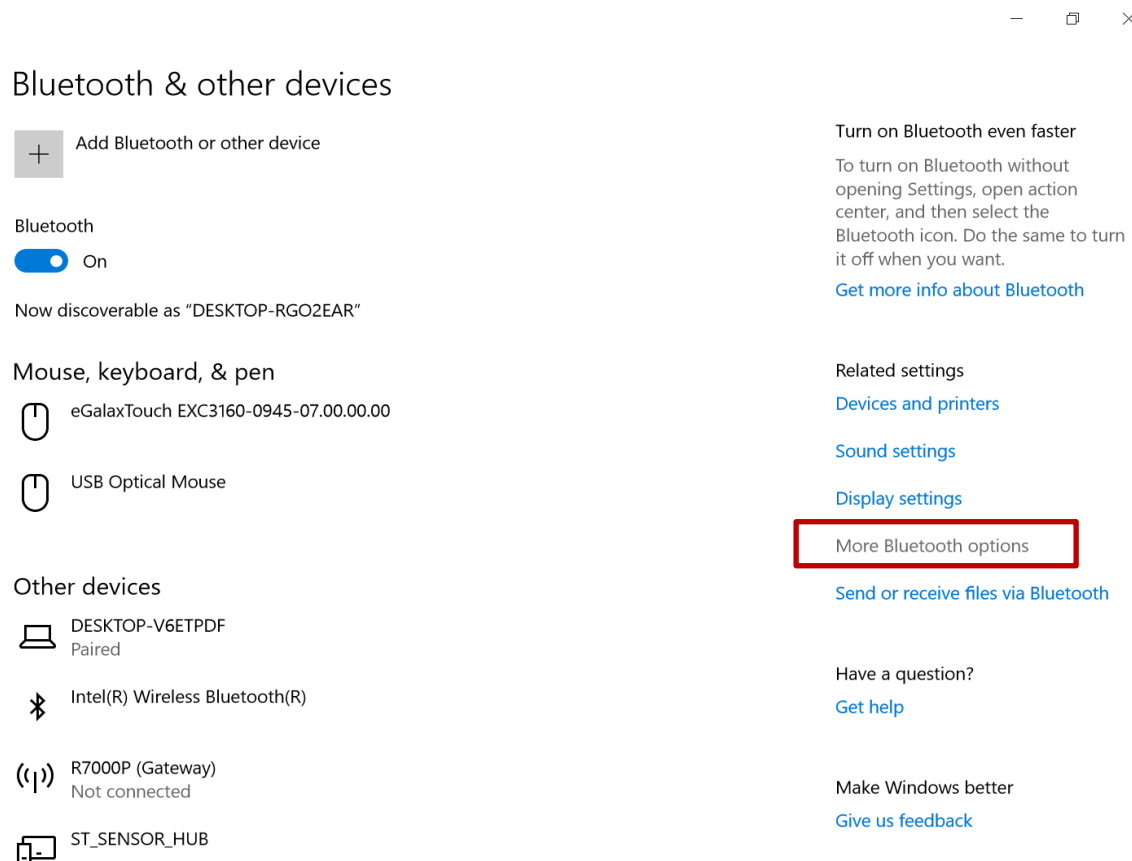 Bluetooth & other devices
Add Bluetooth or other device
Bluetooth
On
Now discoverable as “DESKTOP-RGO2EAR”
Mouse, keyboard, & pen
eGalaxTouch EXC3160-0945-07.00.00.00
USB Optical Mouse
Other devices
DESKTOP-V6ETPDF
Paired
Intel(R) Wireless Bluetooth(R)
R7000P (Gateway)
Not connected
ST_SENSOR_HUB
Turn on Bluetooth even faster
To turn on Bluetooth without
opening Settings, open action
center, and then select the
Bluetooth icon. Do the same to turn
it off when you want.
Get more info about Bluetooth
Related settings
Devices and printers
Sound settings
Display settings
More Bluetooth options
Send or receive files via Bluetooth
Have a question?
Get help
Make Windows better
Give us feedback